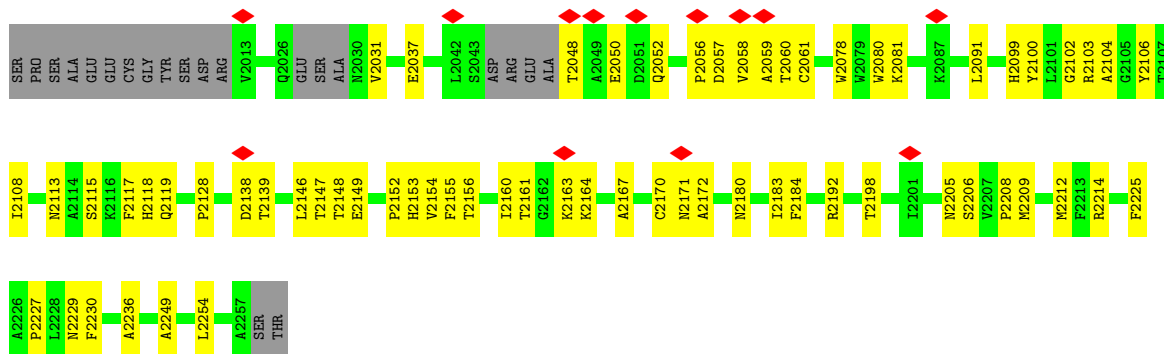 SER PRO SER ALA GLU GLU CYS GLY TYR SER ASP ARG V2013 Q2026 GLU SER ALA N2030 V2031 E2037 L2042 S2043 ASP ARG GLU ALA T2048 A2049 E2050 D2051 Q2052 P2056 D2057 V2058 A2059 T2060 C2061 W2078 W2079 W2080 K2081 K2087 L2091 H2099 Y2100 L2101 G2102 R2103 A2104 G2105 Y2106 T2107
I2108 N2113 A2114 S2115 K2116 F2117 H2118 Q2119 P2128 D2138 T2139 L2146 T2147 T2148 E2149 P2152 H2153 V2154 F2155 T2156 I2160 T2161 G2162 K2163 K2164 A2167 C2170 N2171 A2172 N2180 I2183 F2184 R2192 T2198 I2201 N2205 S2206 V2207 P2208 M2209 M2212 F2213 R2214 F2225
A2226 P2227 L2228 N2229 F2230 A2236 A2249 L2254 A2257 SER THR